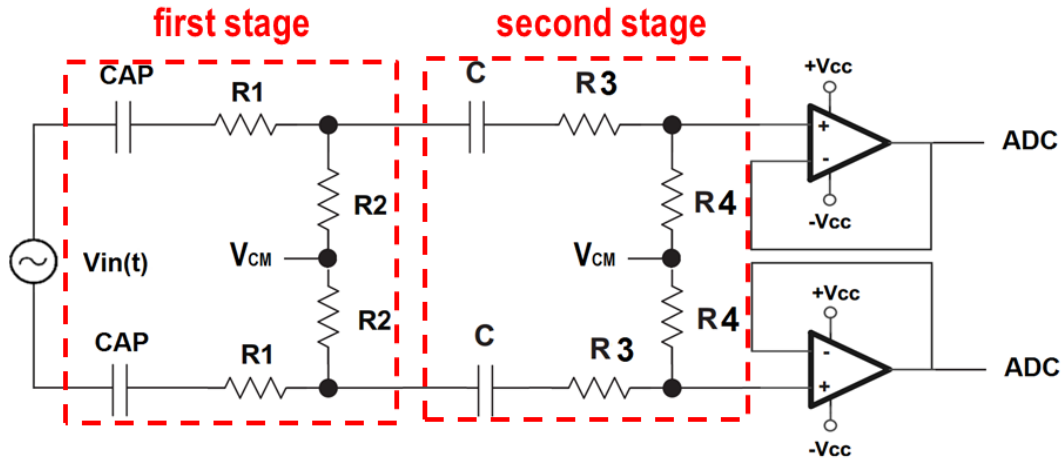 first stage
second stage
CAP
R1
C
R3
+Vcc
+
-
-Vcc
ADC
R2
R4
Vin(t)
VCM
VCM
R2
R4
CAP
R1
C
R3
+Vcc
-
+
-Vcc
ADC